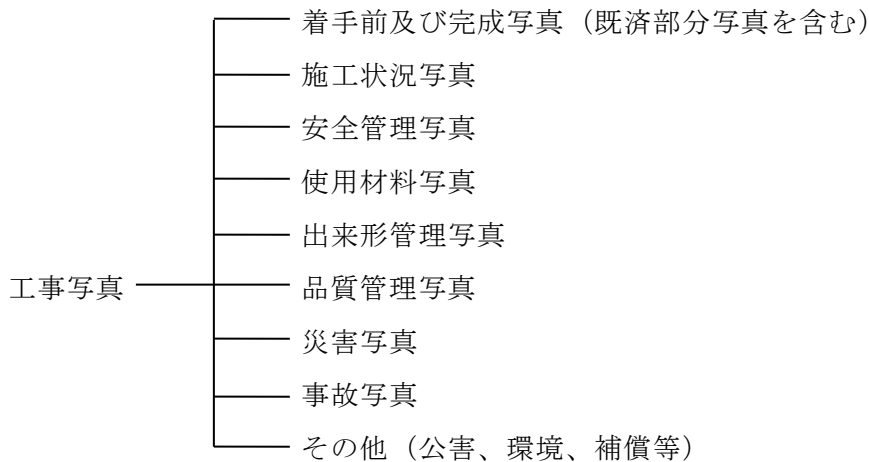 着手前及び完成写真（既済部分写真を含む）
施工状況写真
安全管理写真
使用材料写真
出来形管理写真
工事写真
品質管理写真
災害写真
事故写真
その他（公害、環境、補償等）